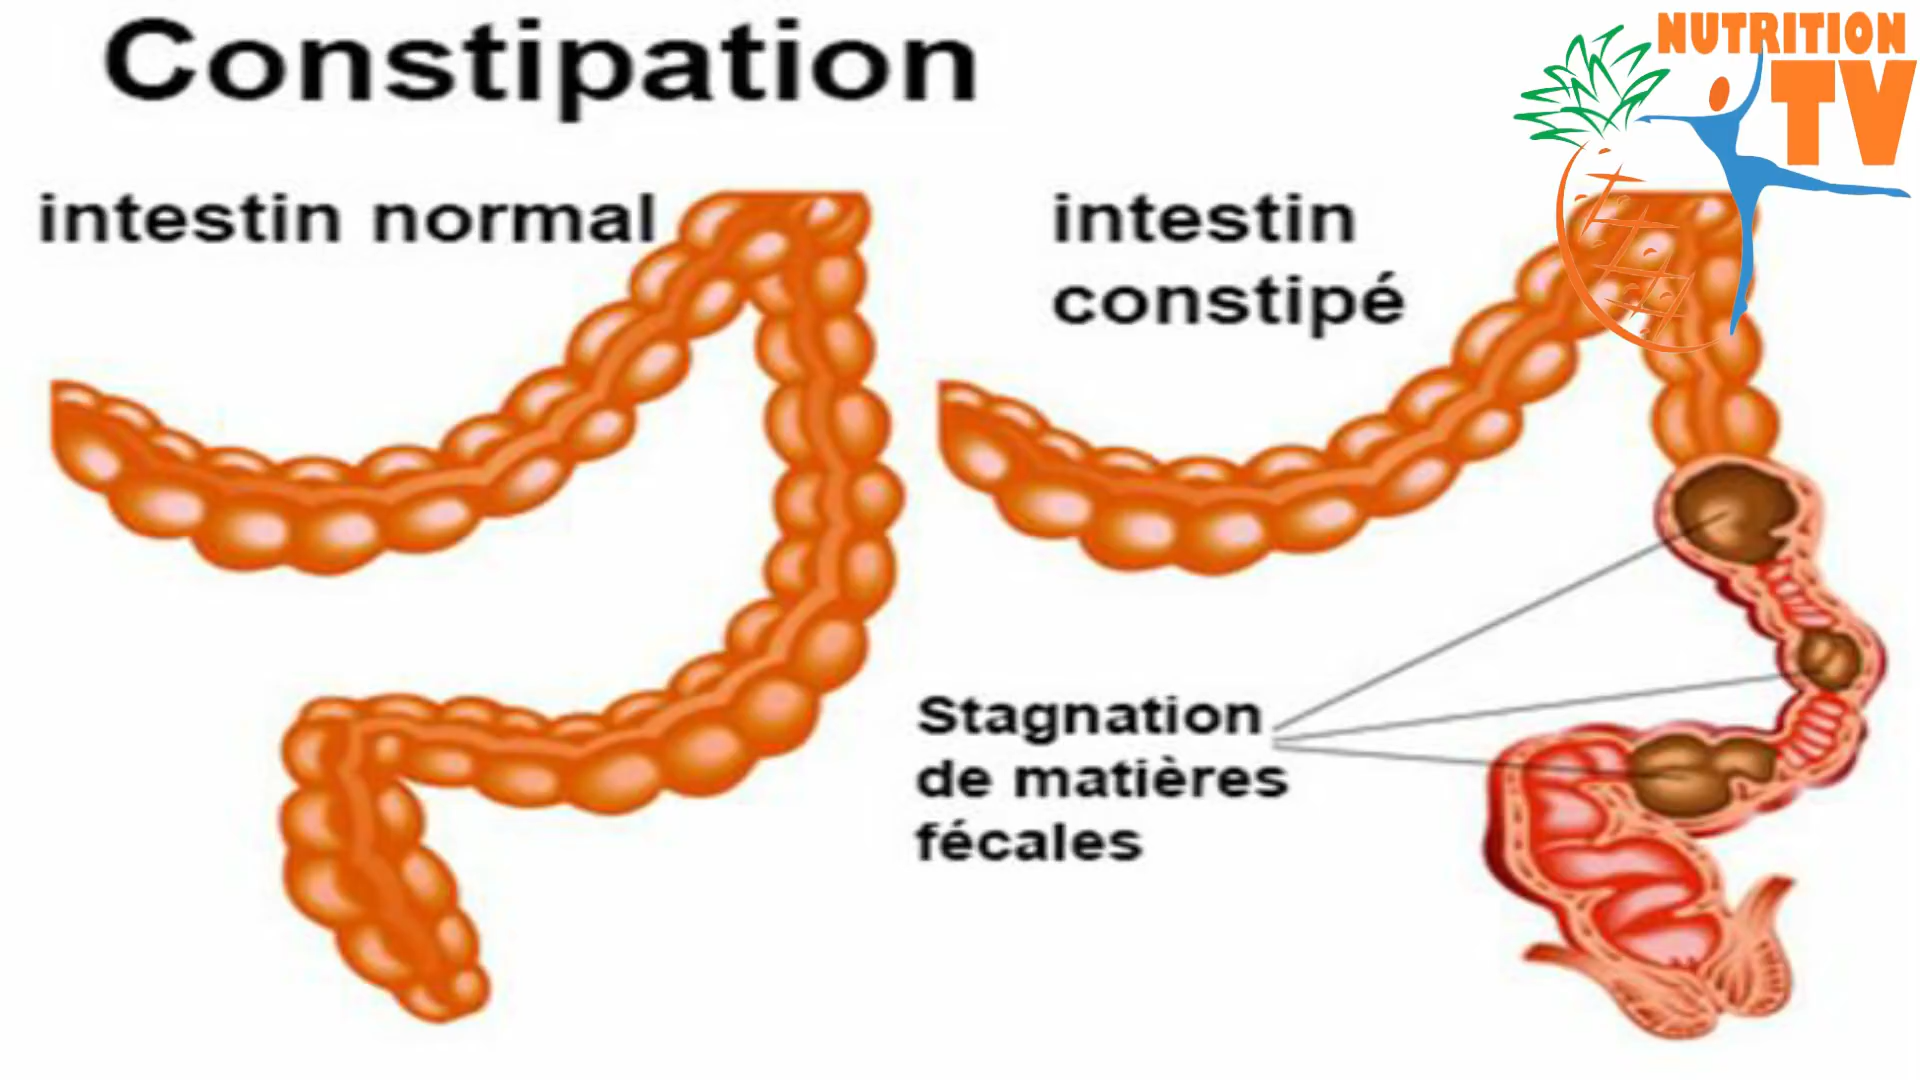 Constipation
NUTRITION
TV
intestin normal
intestin
constipé
Stagnation
de matières
fécales